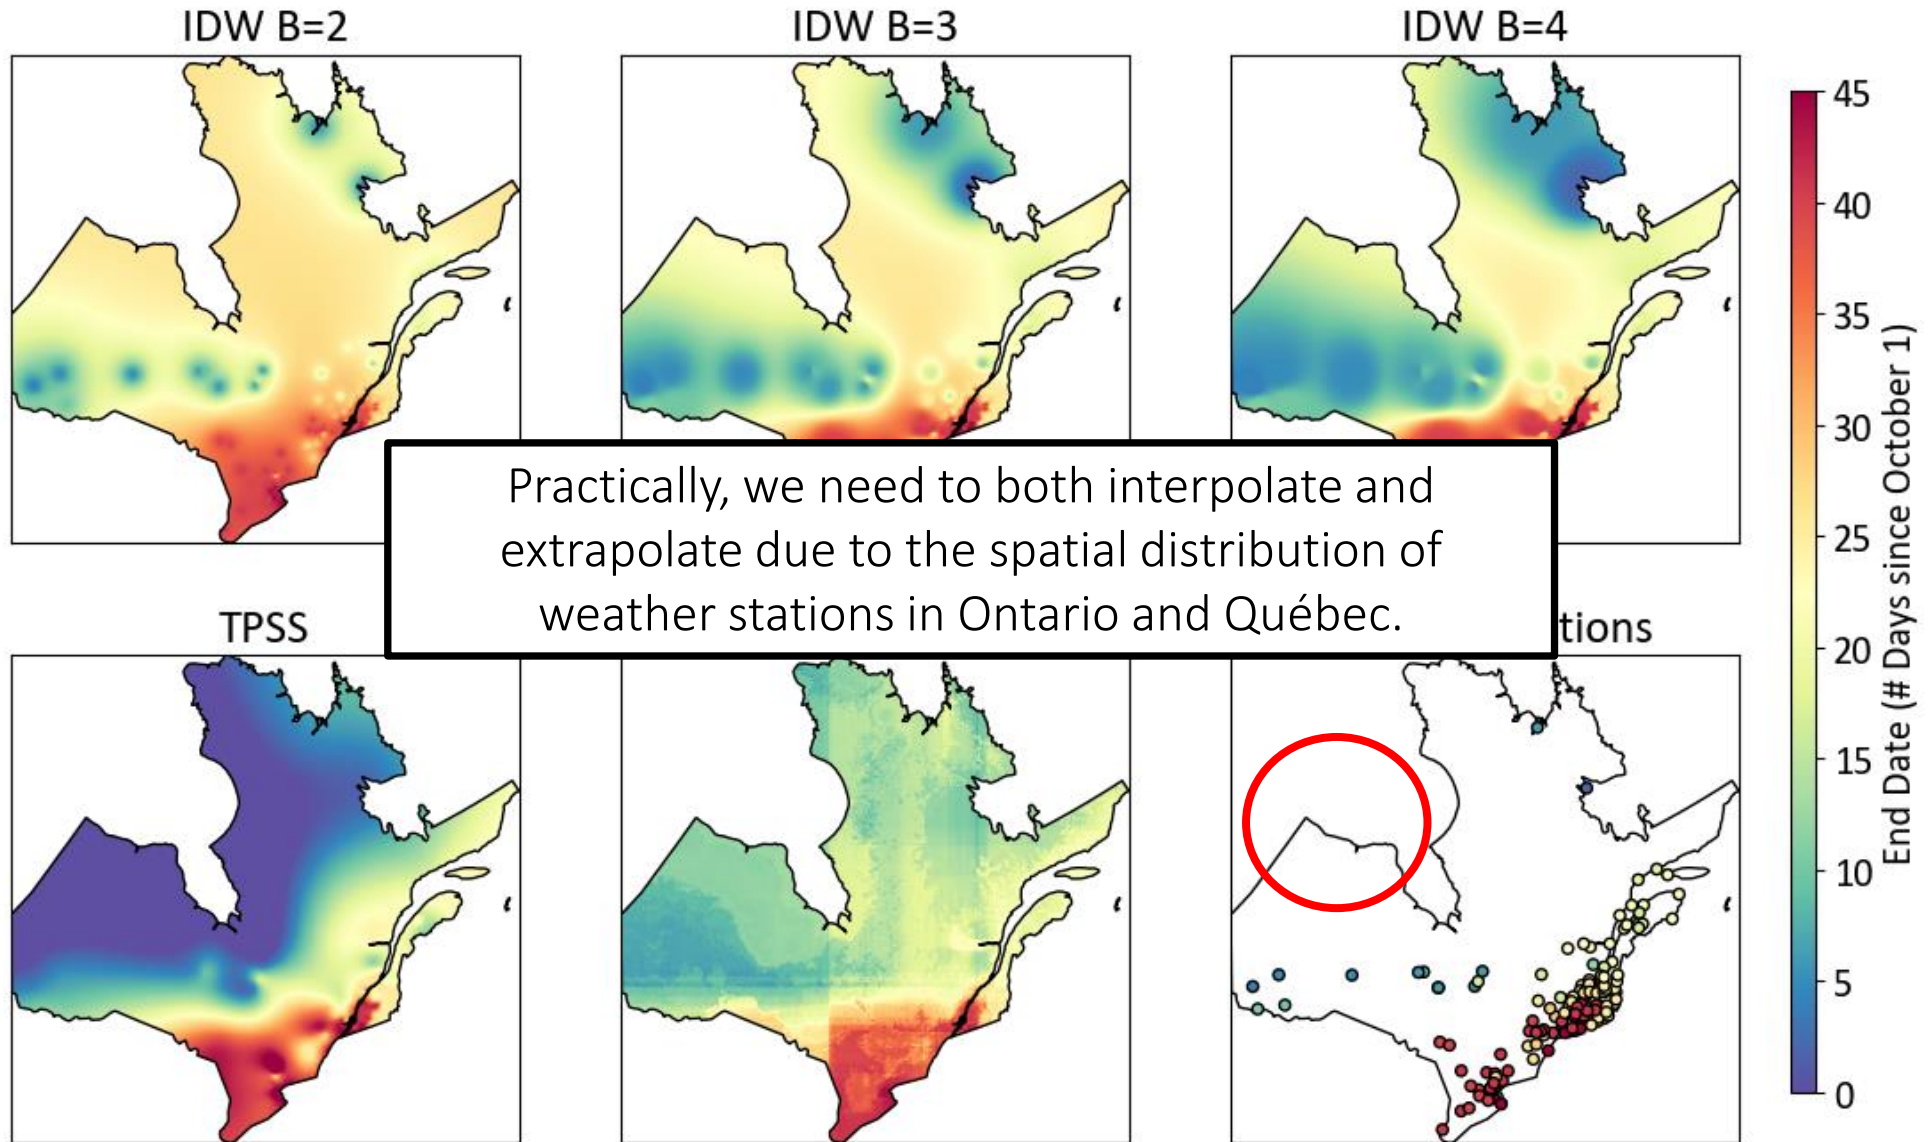 IDW B=2
IDW B=3
IDW B=4
Practically, we need to both interpolate and
extrapolate due to the spatial distribution of
weather stations in Ontario and Québec.
TPSS
tions
45
40
35
30
25
20
15
10
5
0
End Date (# Days since October 1)